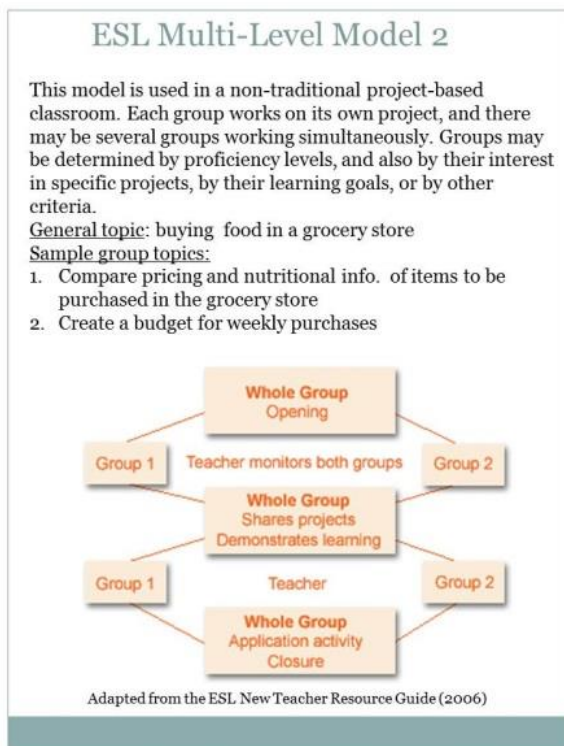 ESL Multi-Level Model 2
This model is used in a non-traditional project-based
classroom. Each group works on its own project, and there
may be several groups working simultaneously. Groups may
be determined by proficiency levels, and also by their interest
in specific projects, by their learning goals, or by other
criteria.
General topic: buying food in a grocery store
Sample group topics:
1. Compare pricing and nutritional info. of items to be
purchased in the grocery store
2. Create a budget for weekly purchases
Whole Group
Opening
Group 1 Teacher monitors both groups Group 2
Whole Group
Shares projects
Demonstrates learning
Group 1 Teacher Group 2
Whole Group
Application activity
Closure
Adapted from the ESL New Teacher Resource Guide (2006)